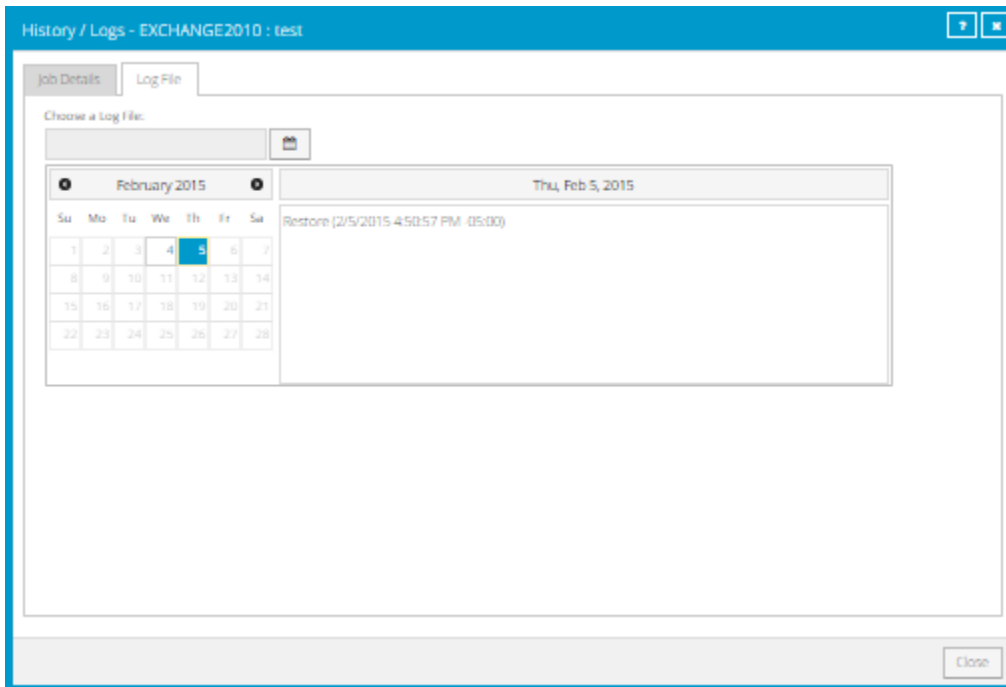 History / Logs - EXCHANGE2010 : test
?
x
Job Details
Log File
Choose a Log File:
February 2015
Thu, Feb 5, 2015
Su Mo Tu We Th Fr Sa
Restore (2/5/2015 4:50:57 PM -05:00)
1 2 3 4 5 6 7
8 9 10 11 12 13 14
15 16 17 18 19 20 21
22 23 24 25 26 27 28
Close